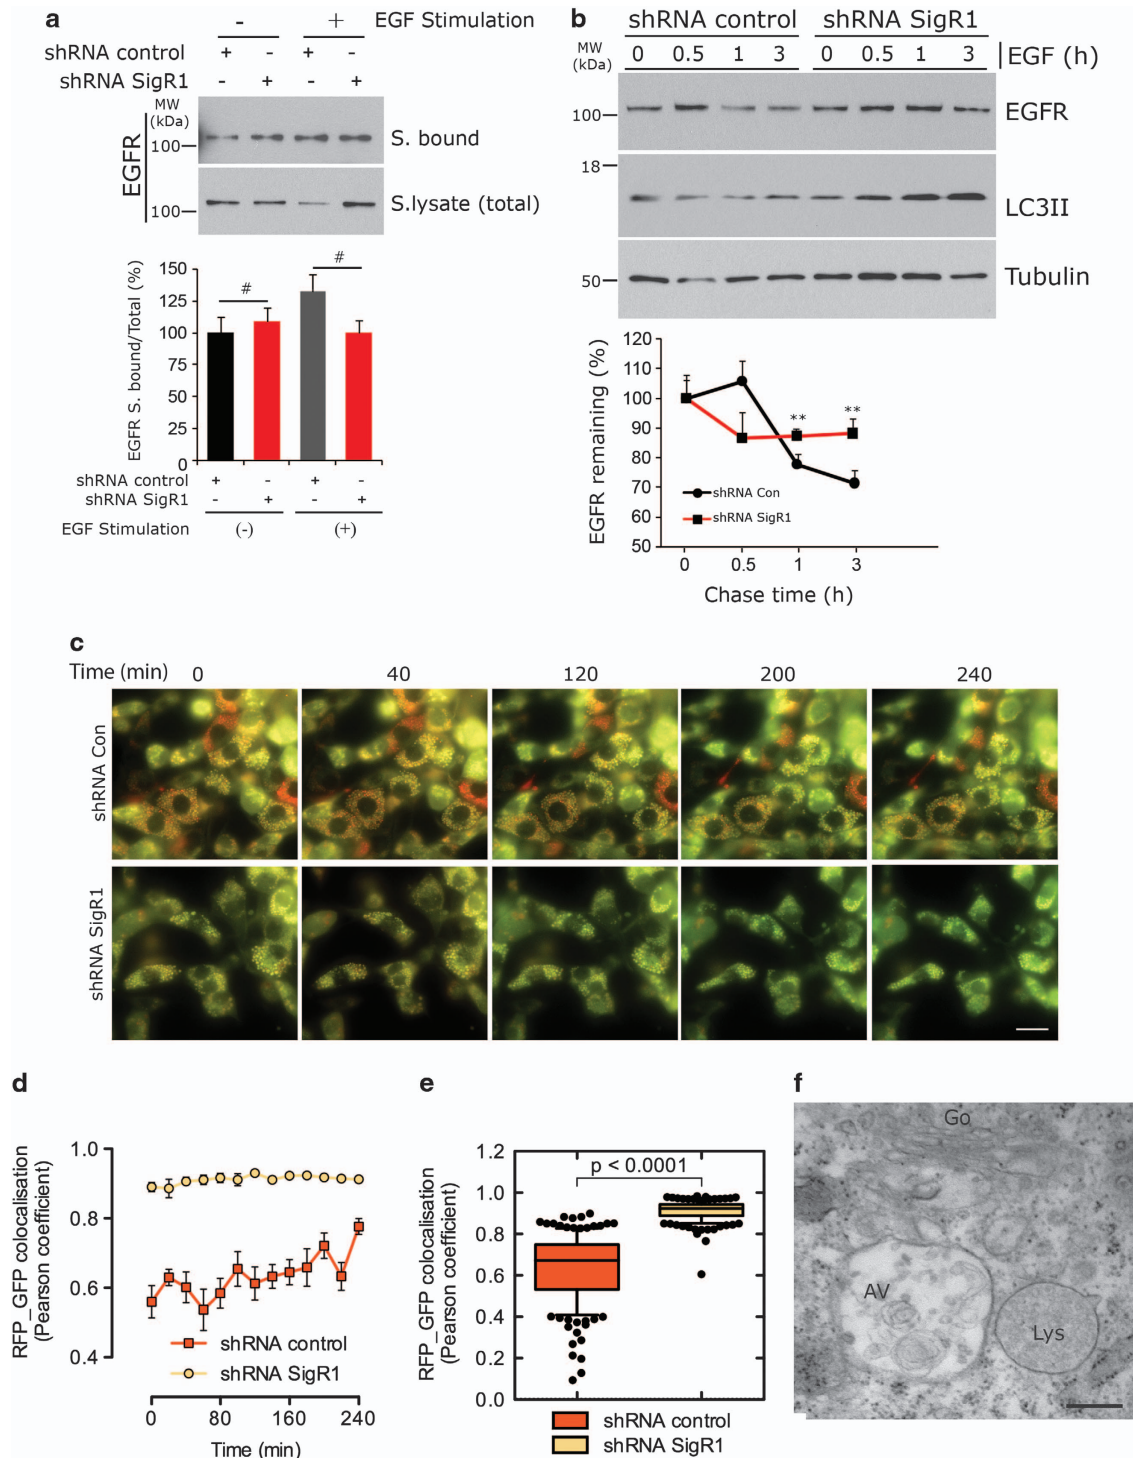 a
- + EGF Stimulation
shRNA control + - + -
shRNA SigR1 - + - +
MW
(kDa)
EGFR
100 S. bound
100 S.lysate (total)
EGFR S. bound/Total (%)
150
125
100
75
50
25
0
# #
shRNA control + - + -
shRNA SigR1 - + - +
EGF Stimulation (-) (+)
b
shRNA control shRNA SigR1
MW
(kDa)
0 0.5 1 3 0 0.5 1 3 EGF (h)
100 EGFR
18
LC3II
50 Tubulin
EGFR remaining (%)
120
110
100
90
80
70
60
50
** **
shRNA Con
shRNA SigR1
0 0.5 1 3
Chase time (h)
c
Time (min) 0 40 120 200 240
shRNA Con
shRNA SigR1
d
RFP_GFP colocalisation
(Pearson coefficient)
1.0
0.8
0.6
0.4
shRNA control
shRNA SigR1
0 80 160 240
Time (min)
e
RFP_GFP colocalisation
(Pearson coefficient)
1.2
1.0
0.8
0.6
0.4
0.2
0.0
p < 0.0001
shRNA control
shRNA SigR1
f
Go
AV
Lys